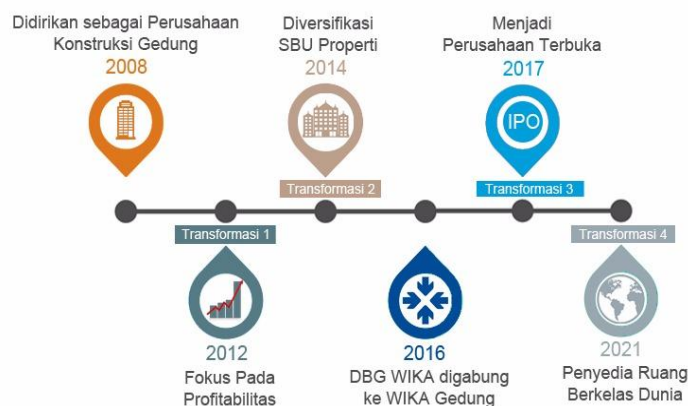 Didirikan sebagai Perusahaan
Konstruksi Gedung
2008
Diversifikasi
SBU Properti
2014
Menjadi
Perusahaan Terbuka
2017
IPO
Transformasi 2
Transformasi 3
Transformasi 1
Transformasi 4
2012
Fokus Pada
Profitabilitas
2016
DBG WIKA digabung
ke WIKA Gedung
2021
Penyedia Ruang
Berkelas Dunia